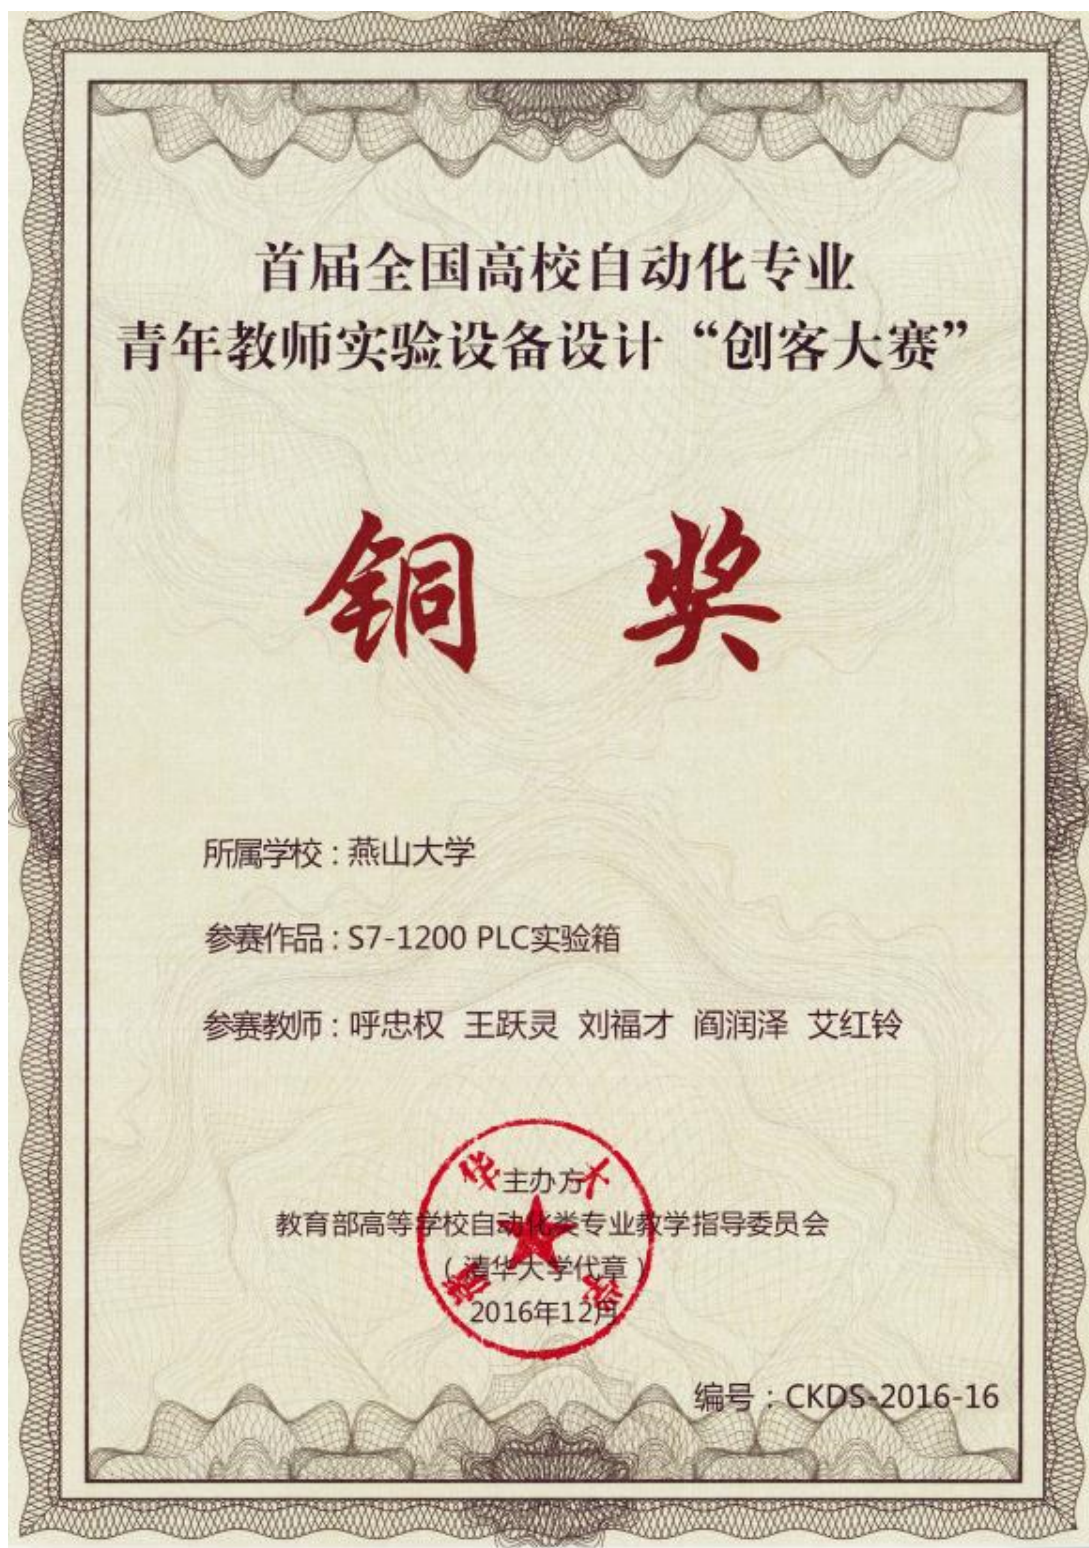 首届全国高校自动化专业
青年教师实验设备设计“创客大赛”
铜 奖
所属学校：燕山大学
参赛作品：S7-1200 PLC实验箱
参赛教师：呼忠权 王跃灵 刘福才 阎润泽 艾红铃
主办方
教育部高等学校自动化类专业教学指导委员会
（清华大学代章）
2016年12月
清华大学
编号：CKDS-2016-16